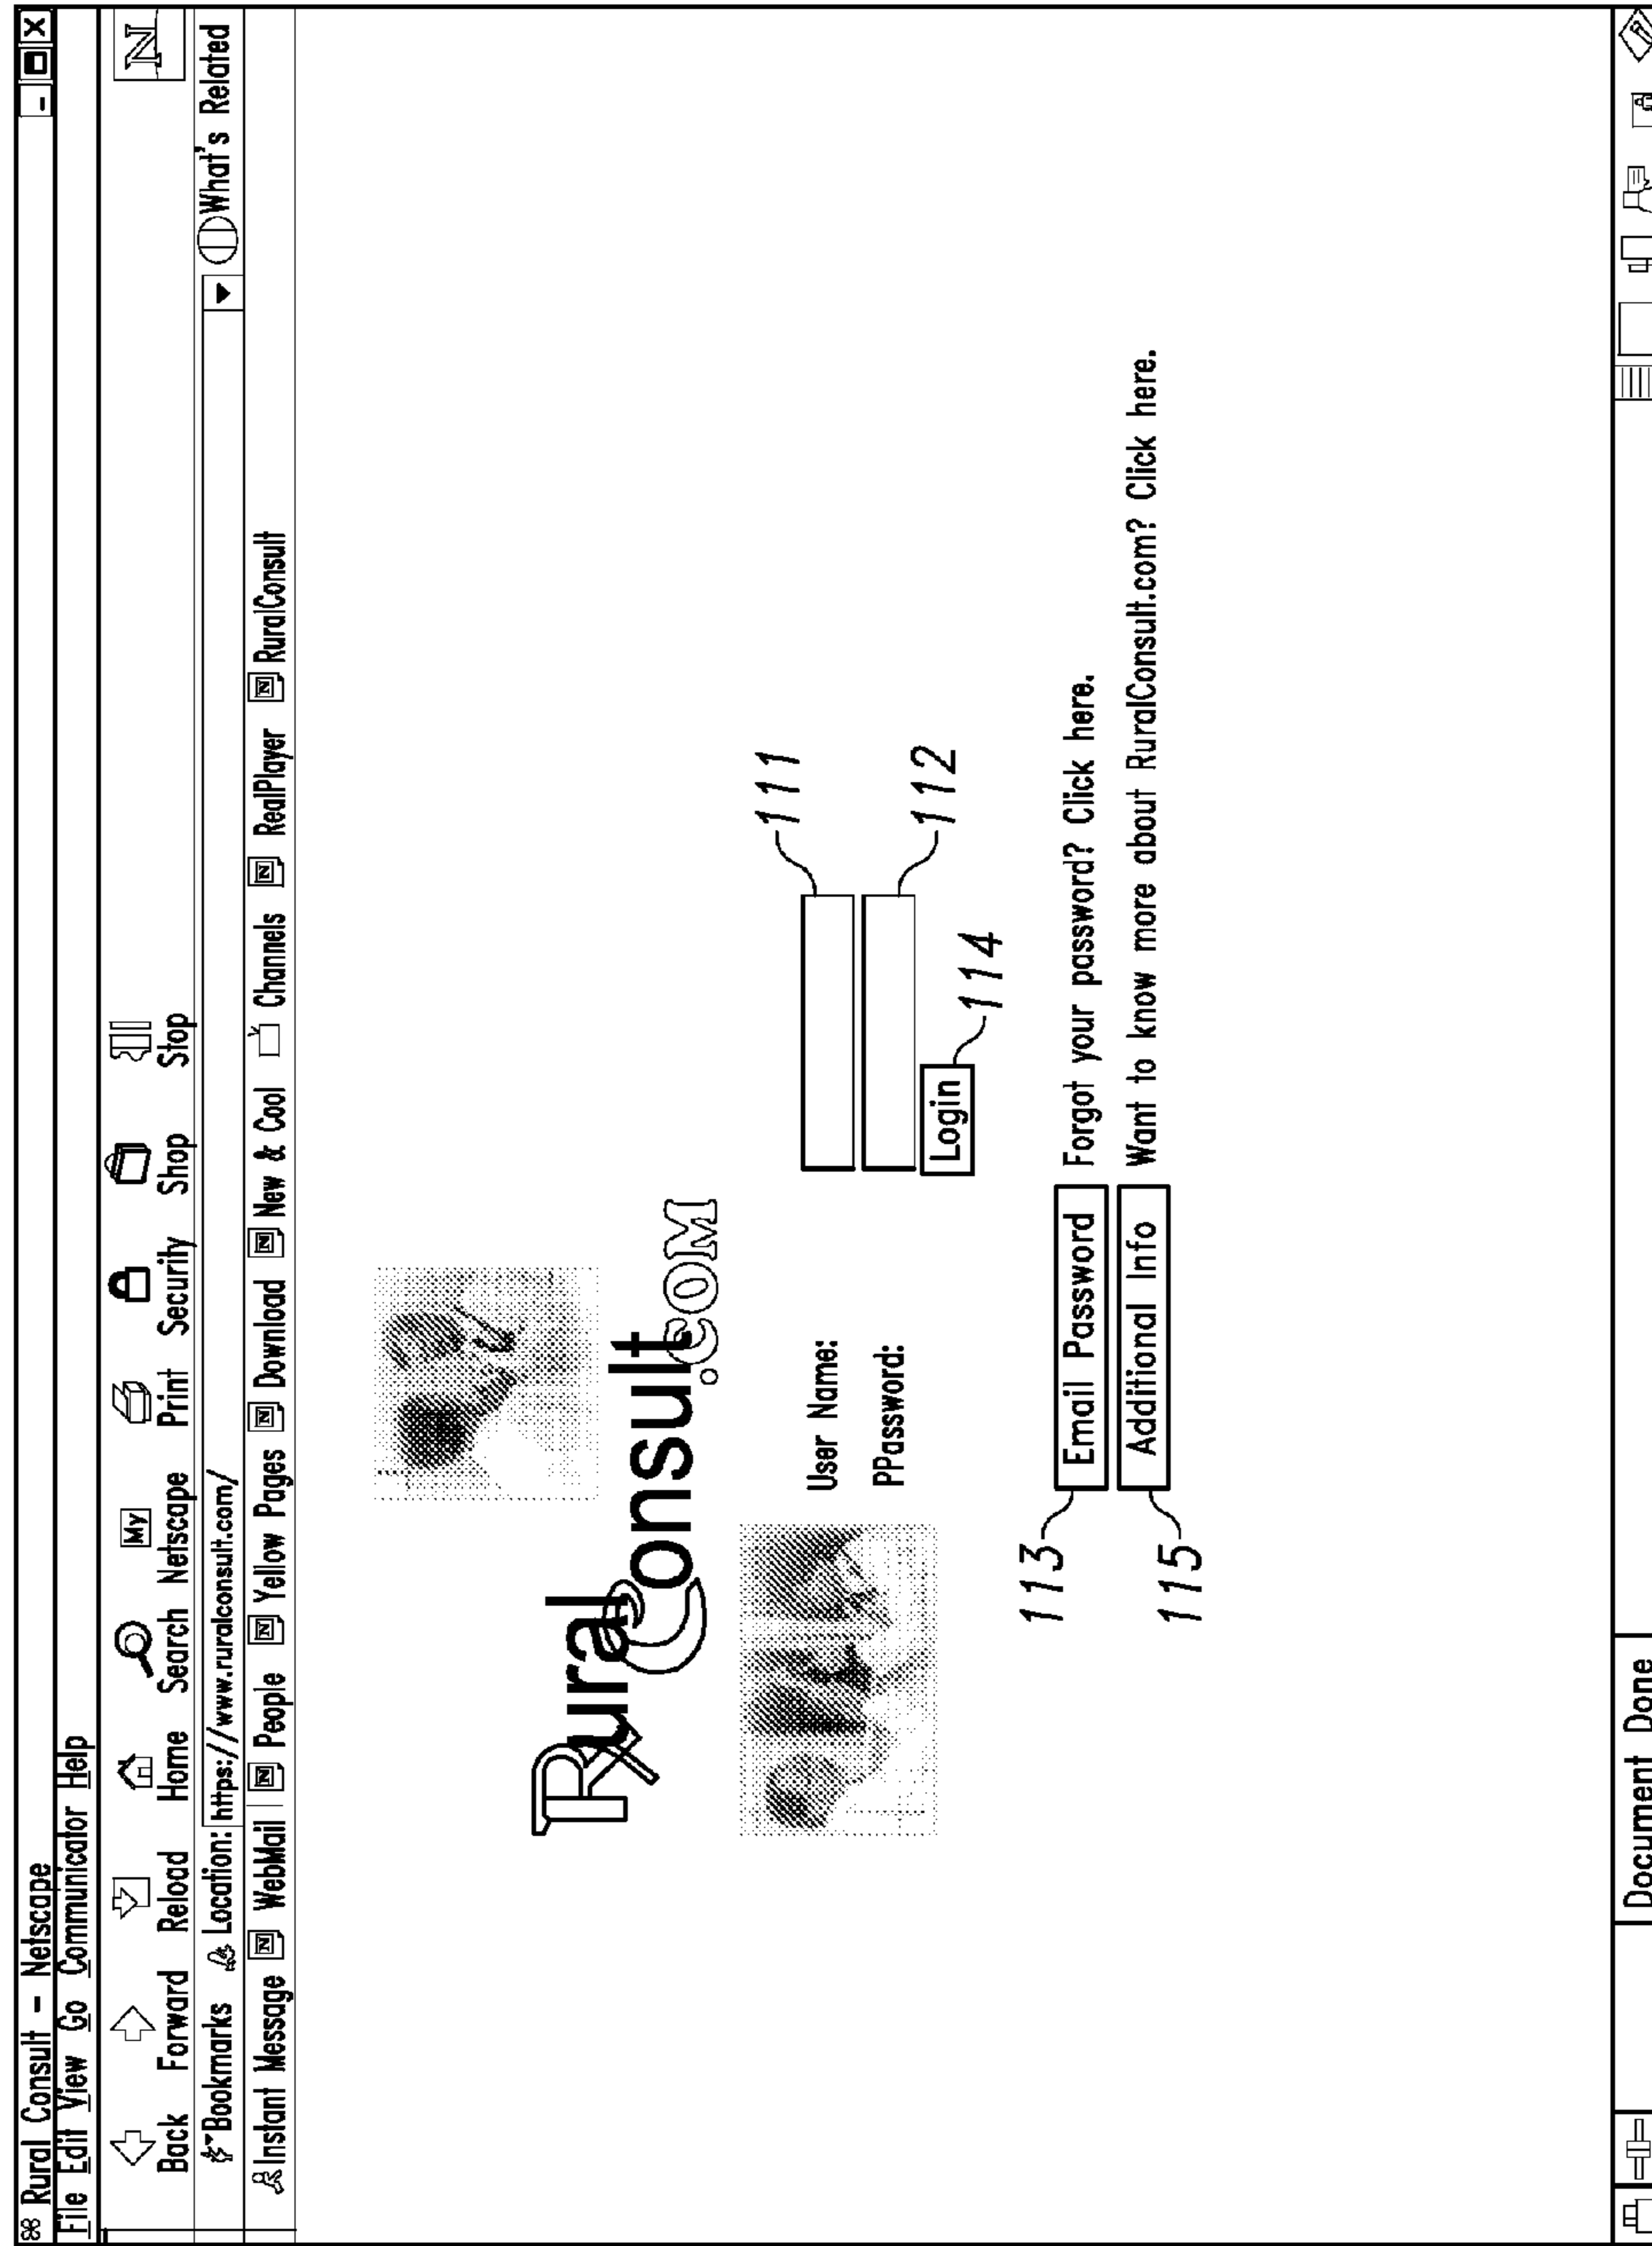 Rural Consult - Netscape
File Edit View Go Communicator Help
Back Forward Reload Home Search Netscape Print Security Shop Stop
My
N
Bookmarks Location: https://www.ruralconsult.com/ What's Related
Instant Message WebMail People Yellow Pages Download New & Cool Channels RealPlayer RuralConsult
Rural
Consult
.COM
User Name: 111
PPassword: 112
Login 114
113 Email Password Forgot your password? Click here.
115 Additional Info Want to know more about RuralConsult.com? Click here.
Document Done